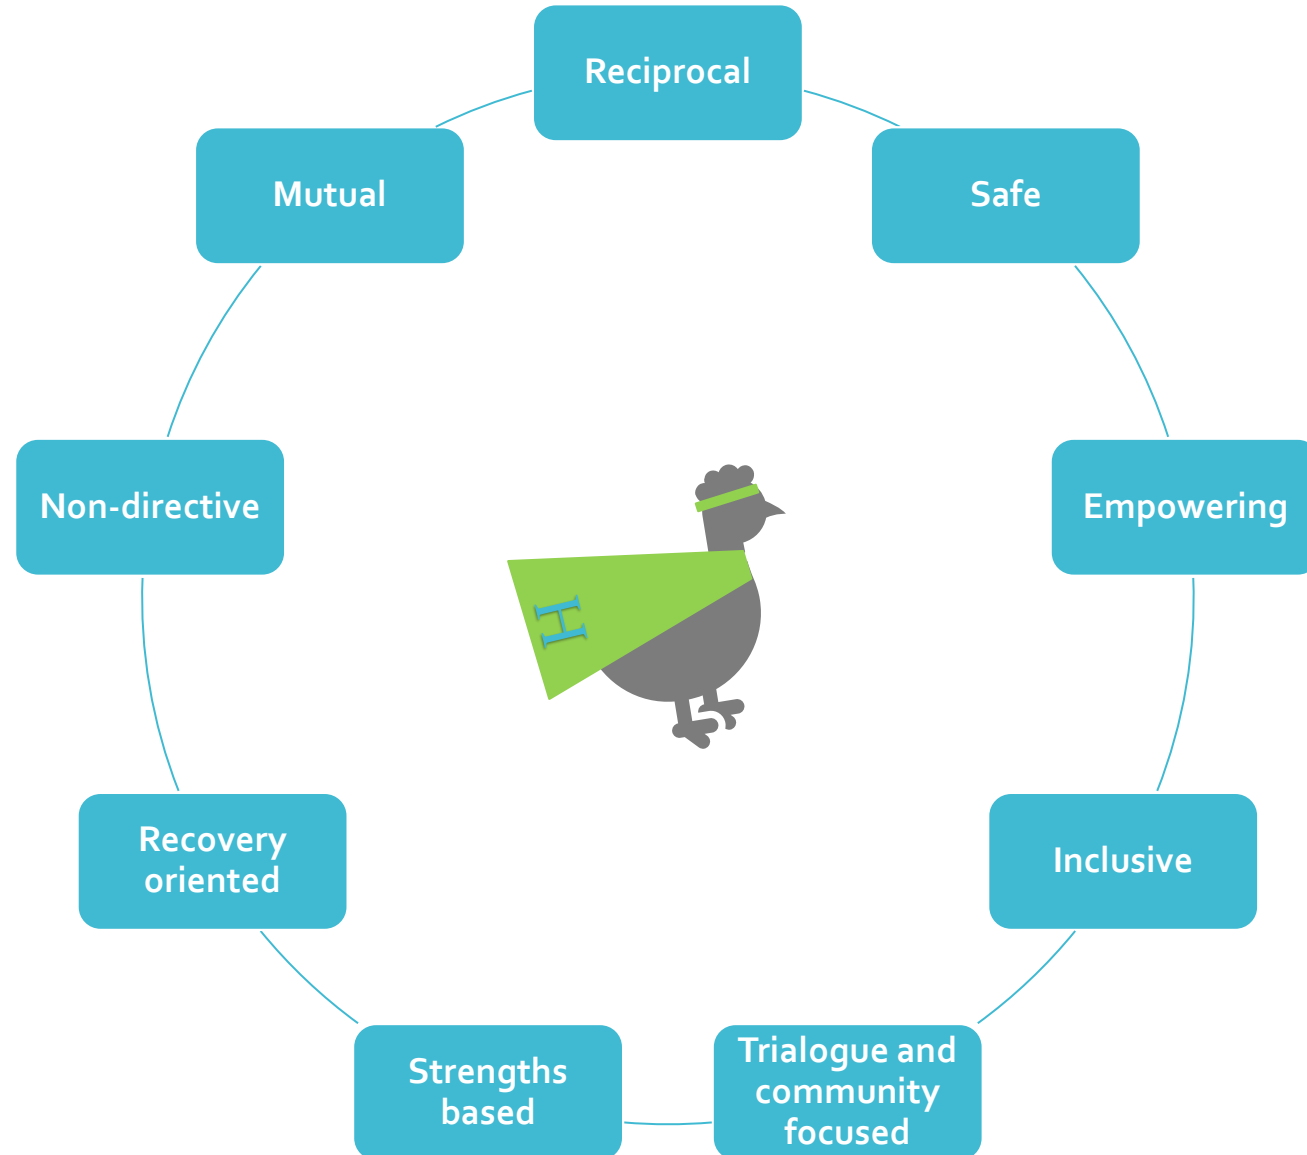 Reciprocal
Mutual
Safe
Non-directive
Empowering
H
Recovery
oriented
Inclusive
Strengths
based
Trialogue and
community
focused